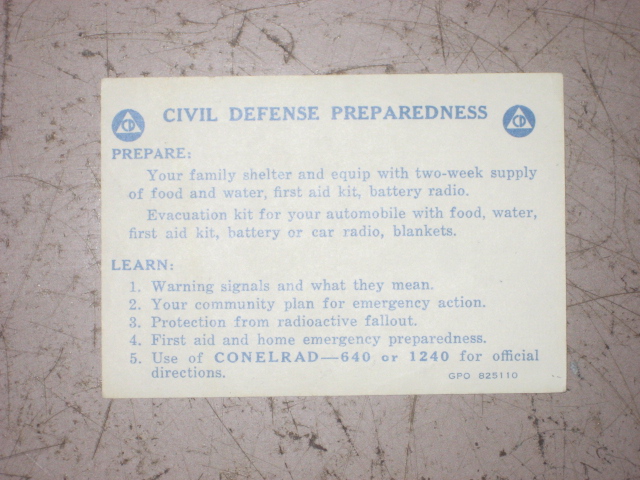 CD CIVIL DEFENSE PREPAREDNESS CD
PREPARE:
Your family shelter and equip with two-week supply
of food and water, first aid kit, battery radio.
Evacuation kit for your automobile with food, water,
first aid kit, battery or car radio, blankets.
LEARN:
1. Warning signals and what they mean.
2. Your community plan for emergency action.
3. Protection from radioactive fallout.
4. First aid and home emergency preparedness.
5. Use of CONELRAD—640 or 1240 for official
directions.
GPO 825110